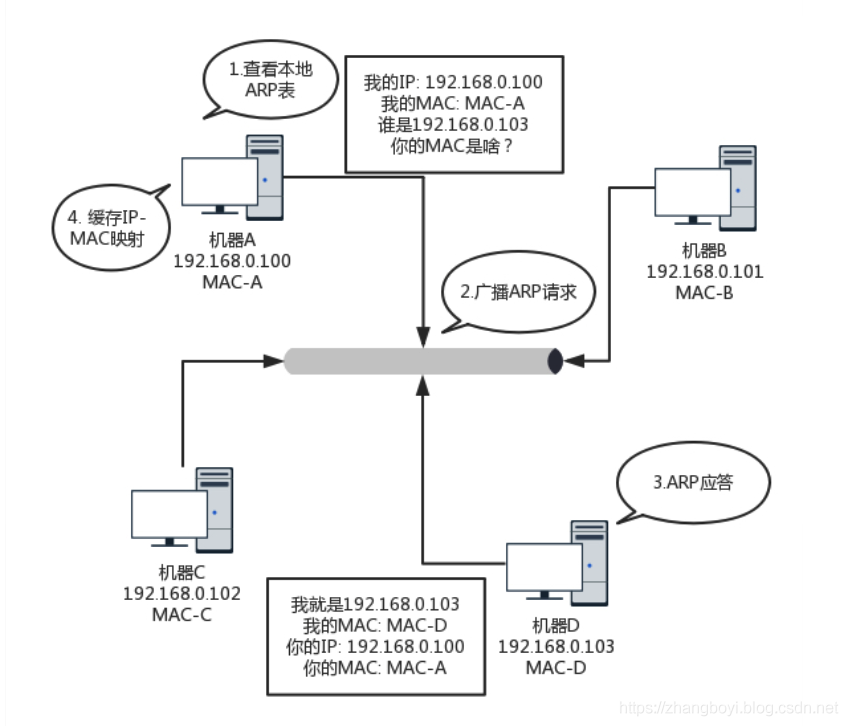 1.查看本地
ARP表
我的IP: 192.168.0.100
我的MAC: MAC-A
谁是192.168.0.103
你的MAC是啥？
4. 缓存IP-
MAC映射
机器A
192.168.0.100
MAC-A
机器B
192.168.0.101
MAC-B
2.广播ARP请求
3.ARP应答
机器C
192.168.0.102
MAC-C
我就是192.168.0.103
我的MAC: MAC-D
你的IP: 192.168.0.100
你的MAC: MAC-A
机器D
192.168.0.103
MAC-D
https://zhangboyi.blog.csdn.net